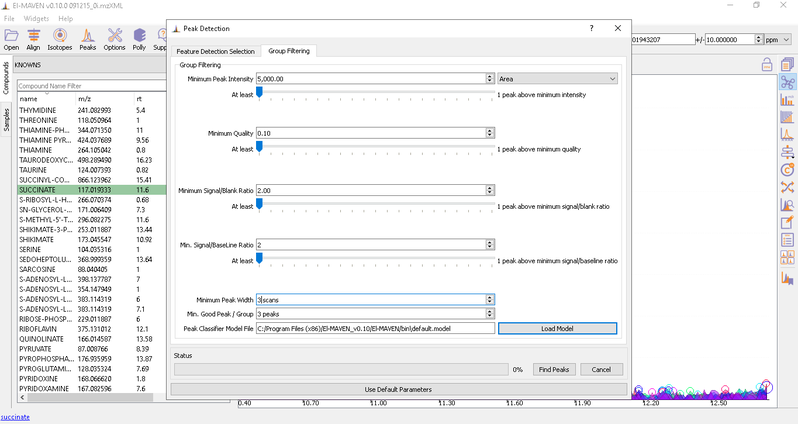 El-MAVEN v0.10.0 091215_0i.mzXML
File Widgets Help
Open Align Isotopes Peaks Options Polly
01943207 +/- 10.000000 ppm
Compounds
Samples
KNOWNS
Compound Name Filter
name m/z rt
THYMIDINE 241.082993 5.4
THREONINE 118.050964 1
THIAMINE-PH... 344.071350 11
THIAMINE PYR... 424.037689 9.56
THIAMINE 264.105042 0.8
TAURODEOXYC... 498.289490 16.23
TAURINE 124.007393 0.82
SUCCINYL-CO... 866.123962 15.41
SUCCINATE 117.019333 11.6
S-RIBOSYL-L-H... 266.070374 0.68
SN-GLYCEROL-... 171.006409 7.3
S-METHYL-5'-T... 296.082275 11.6
SHIKIMATE-3-P... 253.011887 13.44
SHIKIMATE 173.045547 10.92
SERINE 104.035316 1
SEDOHEPTOLU... 368.999359 13.64
SARCOSINE 88.040405 1
S-ADENOSYL-L... 398.137787 7
S-ADENOSYL-L... 354.147949 1
S-ADENOSYL-L... 383.114319 6
S-ADENOSYL-L... 383.114319 7
RIBOSE-PHOSP... 229.011887 6
RIBOFLAVIN 375.131012 12.1
QUINOLINATE 166.014587 13.58
PYRUVATE 87.008766 8.39
PYROPHOSPHA... 176.935959 13.87
PYROGLUTAMI... 128.035324 7.69
PYRIDOXINE 168.066620 1.8
PYRIDOXAMINE 167.082596 7.6
succinate
Peak Detection
Feature Detection Selection Group Filtering
Group Filtering
Minimum Peak Intensity 5,000.00 Area
At least 1 peak above minimum intensity
Minimum Quality 0.10
At least 1 peak above minimum quality
Minimum Signal/Blank Ratio 2.00
At least 1 peak above minimum signal/blank ratio
Min. Signal/BaseLine Ratio 2
At least 1 peak above minimum signal/baseline ratio
Minimum Peak Width 3 scans
Min. Good Peak / Group 3 peaks
Peak Classifier Model File C:/Program Files (x86)/El-MAVEN_v0.10/El-MAVEN/bin\default.model Load Model
Status
0% Find Peaks Cancel
Use Default Parameters
0.40 10.70 11.00 11.30 11.60 11.90 12.20 12.50